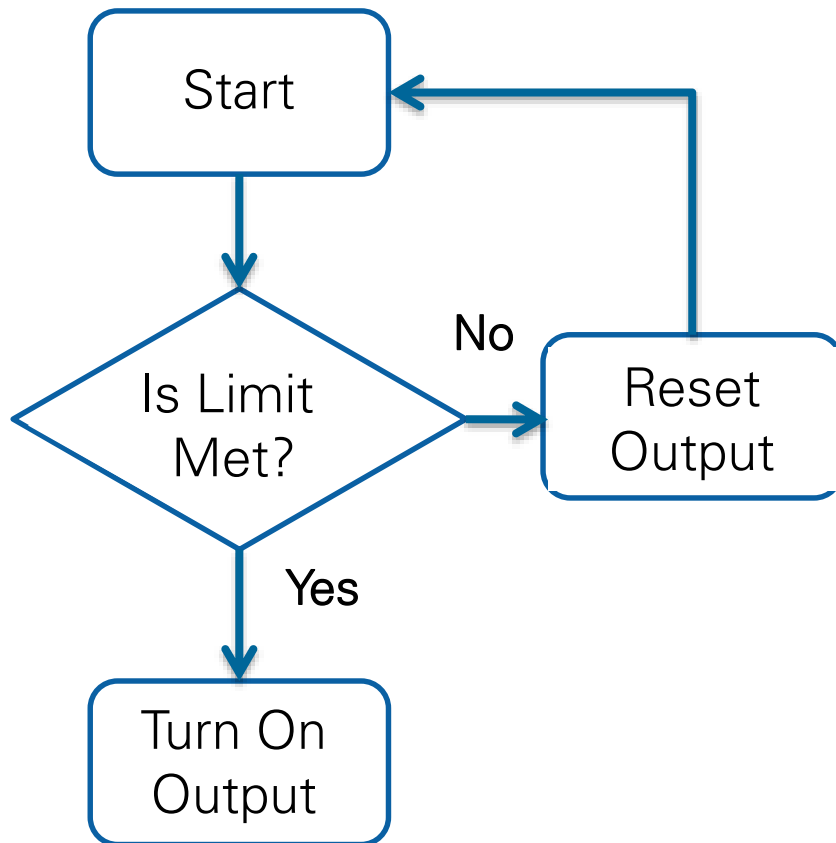 Start
No
Is Limit
Met?
Reset
Output
Yes
Turn On
Output